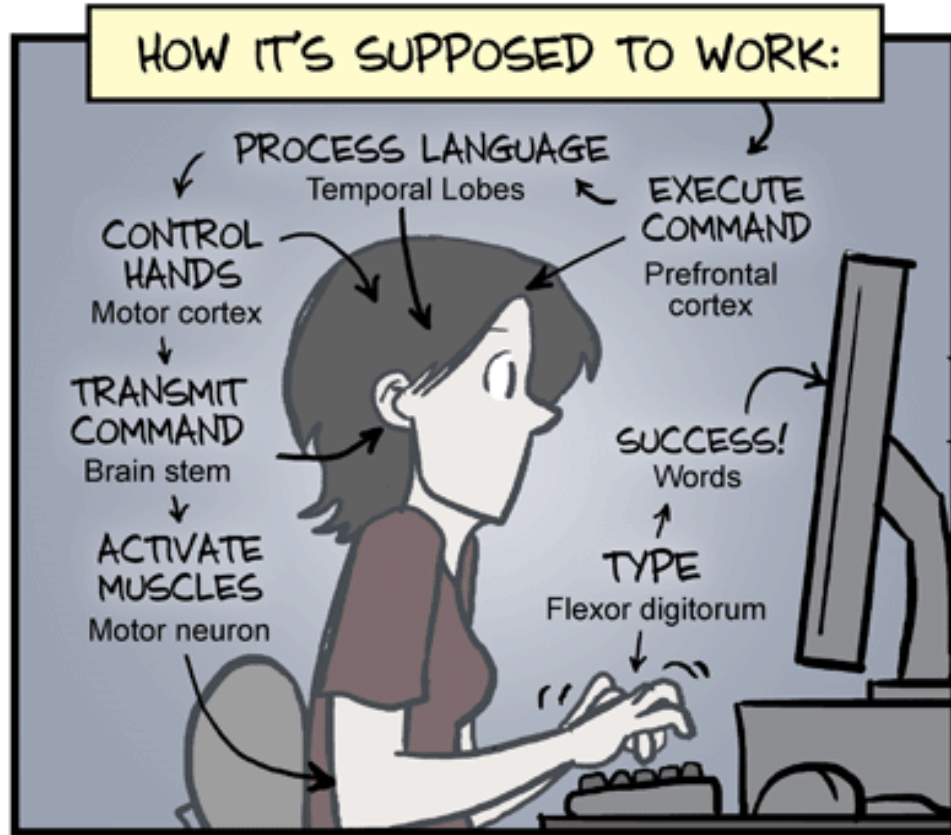 HOW IT'S SUPPOSED TO WORK:
EXECUTE
COMMAND
Prefrontal
cortex
PROCESS LANGUAGE
Temporal Lobes
CONTROL
HANDS
Motor cortex
TRANSMIT
COMMAND
Brain stem
ACTIVATE
MUSCLES
Motor neuron
TYPE
Flexor digitorum
SUCCESS!
Words